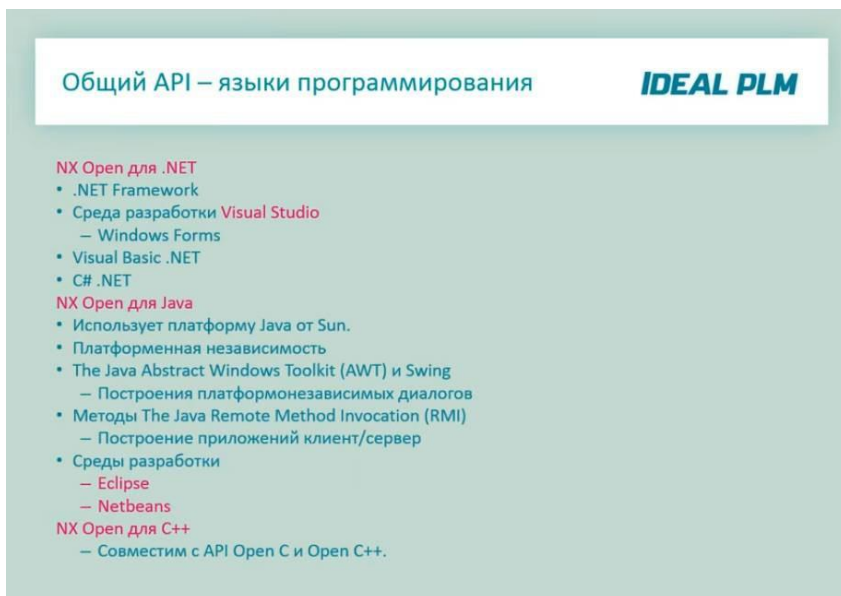 Общий API – языки программирования
IDEAL PLM
NX Open для .NET
• .NET Framework
• Среда разработки Visual Studio
– Windows Forms
• Visual Basic .NET
• C# .NET
NX Open для Java
• Использует платформу Java от Sun.
• Платформенная независимость
• The Java Abstract Windows Toolkit (AWT) и Swing
– Построения платформонезависимых диалогов
• Методы The Java Remote Method Invocation (RMI)
– Построение приложений клиент/сервер
• Среды разработки
– Eclipse
– Netbeans
NX Open для C++
– Совместим с API Open C и Open C++.